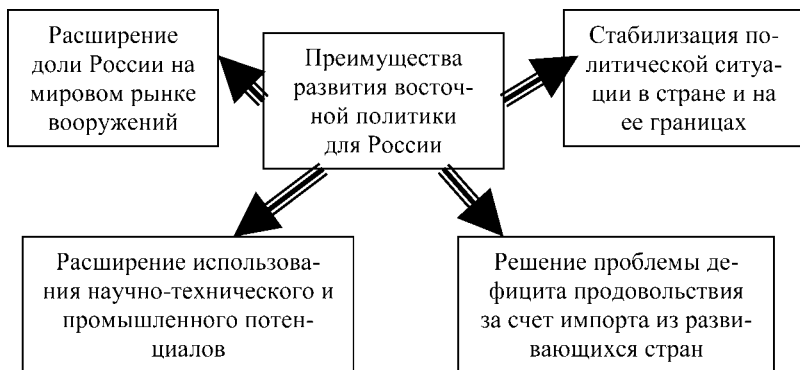 Расширение
доли России на
мировом рынке
вооружений
Преимущества
развития восточ-
ной политики
для России
Стабилизация по-
литической ситуа-
ции в стране и на
ее границах
Расширение использова-
ния научно-технического и
промышленного потен-
циалов
Решение проблемы де-
фицита продовольствия
за счет импорта из разви-
вающихся стран